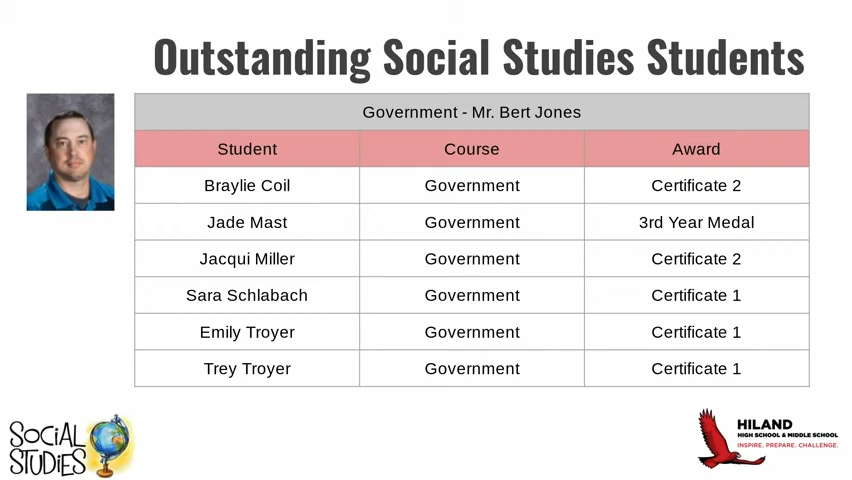 Outstanding Social Studies Students
Government - Mr. Bert Jones
Student Course Award
Braylie Coil Government Certificate 2
Jade Mast Government 3rd Year Medal
Jacqui Miller Government Certificate 2
Sara Schlabach Government Certificate 1
Emily Troyer Government Certificate 1
Trey Troyer Government Certificate 1
SOCiAL
STUDiES
HILAND
HIGH SCHOOL & MIDDLE SCHOOL
INSPIRE. PREPARE. CHALLENGE.